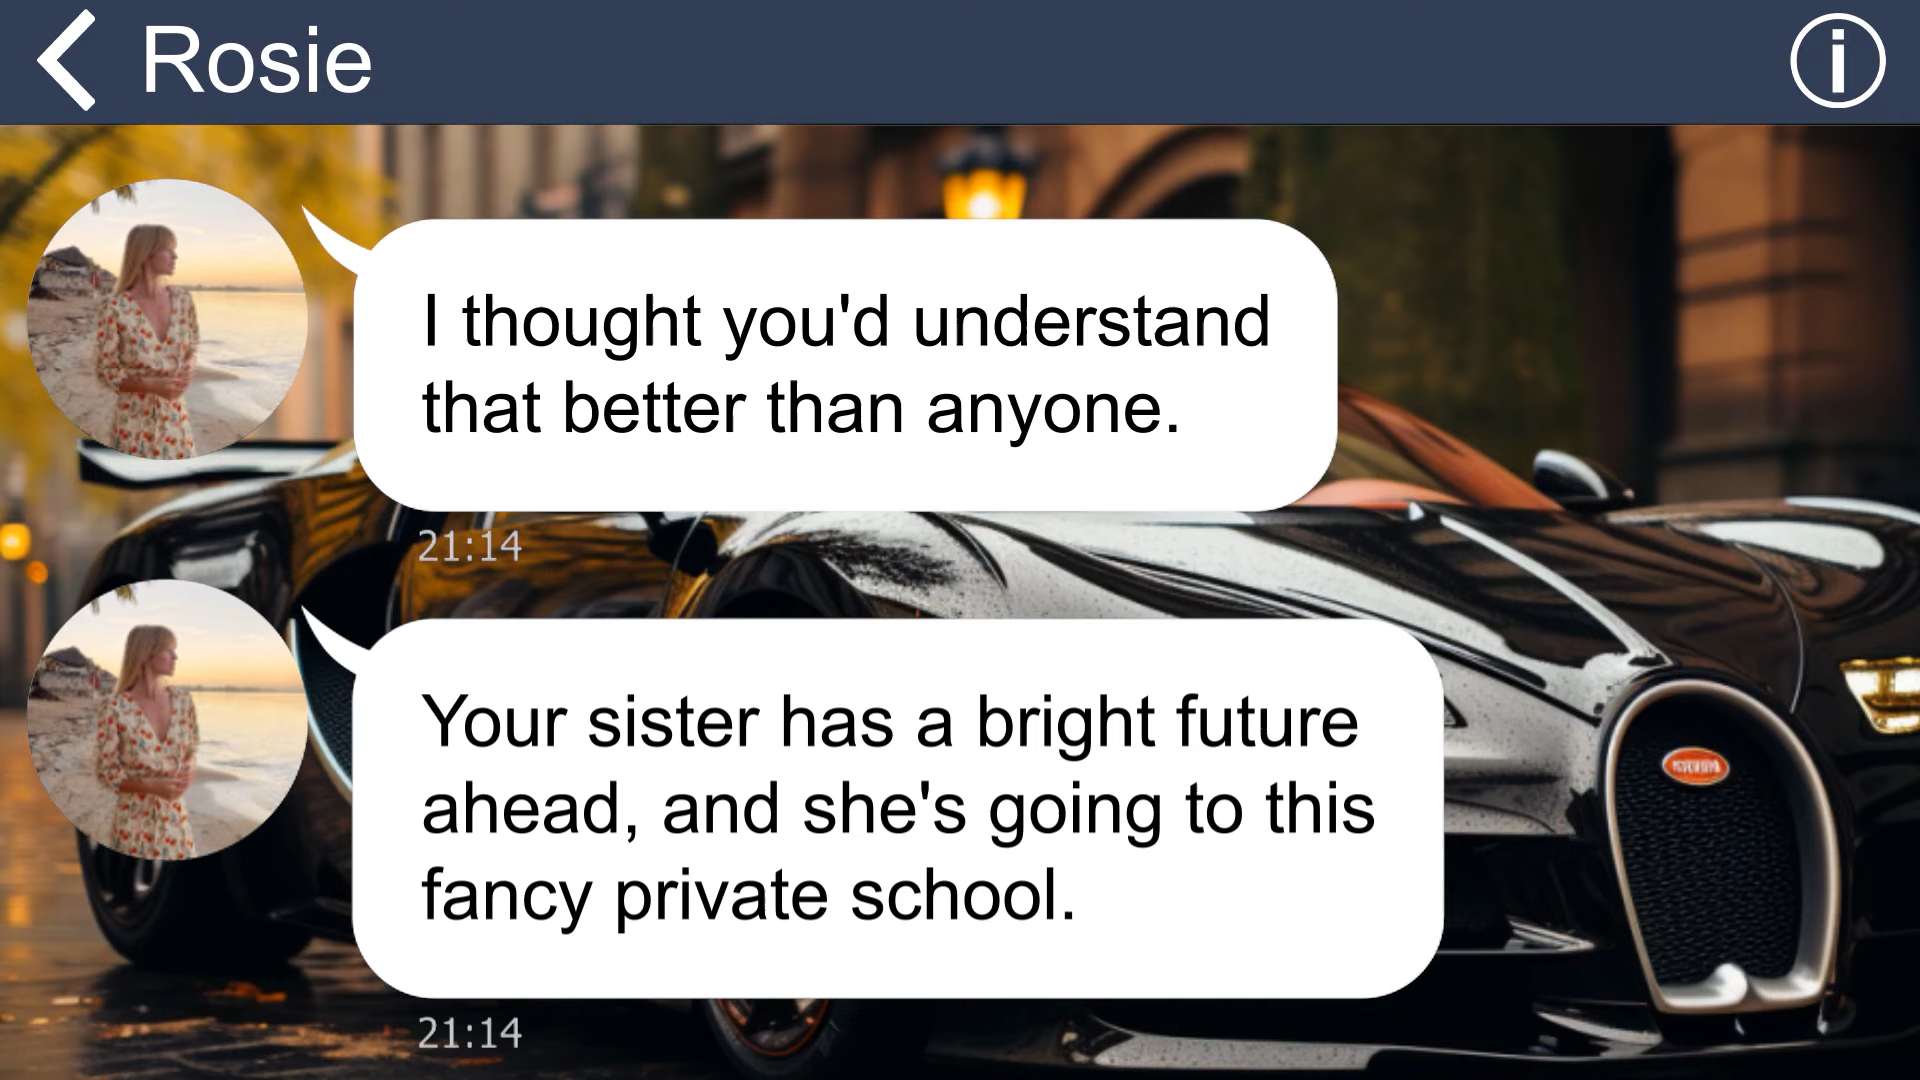 Rosie
I thought you'd understand
that better than anyone.
21:14
Your sister has a bright future
ahead, and she's going to this
fancy private school.
21:14